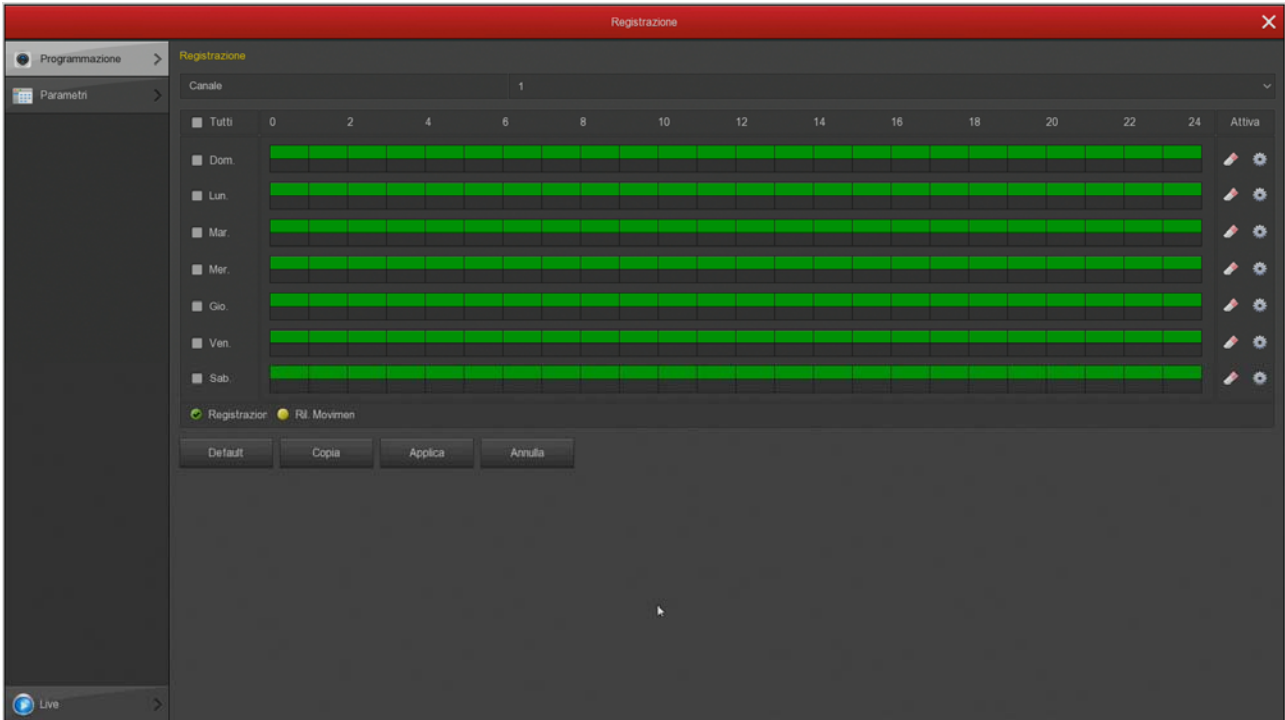 Registrazione
Programmazione
Parametri
Registrazione
Canale 1
Tutti 0 2 4 6 8 10 12 14 16 18 20 22 24 Attiva
Dom.
Lun.
Mar.
Mer.
Gio.
Ven.
Sab.
Registrazior Ril. Movimen
Default Copia Applica Annulla
Live